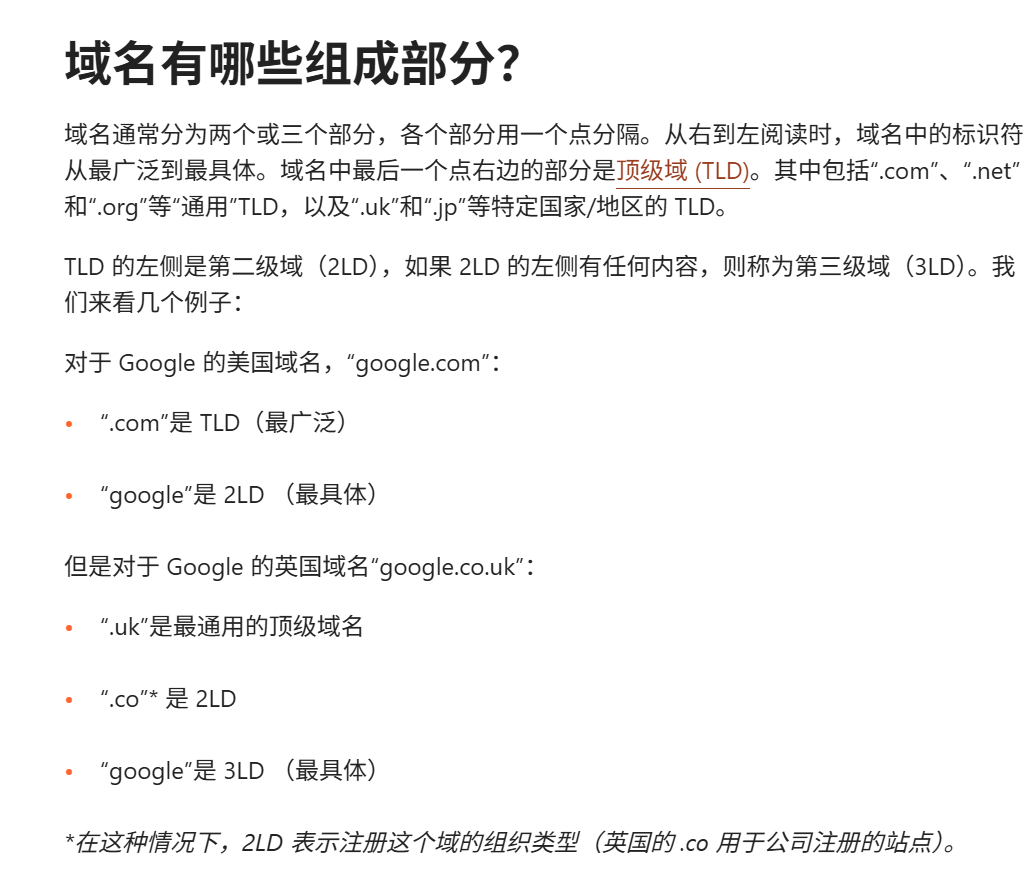 域名有哪些组成部分？
域名通常分为两个或三个部分，各个部分用一个点分隔。从右到左阅读时，域名中的标识符
从最广泛到最具体。域名中最后一个点右边的部分是顶级域 (TLD)。其中包括“.com”、“.net”
和“.org”等“通用”TLD，以及“.uk”和“.jp”等特定国家/地区的 TLD。
TLD 的左侧是第二级域（2LD），如果 2LD 的左侧有任何内容，则称为第三级域（3LD）。我
们来看几个例子：
对于 Google 的美国域名，“google.com”：
• “.com”是 TLD（最广泛）
• “google”是 2LD （最具体）
但是对于 Google 的英国域名“google.co.uk”：
• “.uk”是最通用的顶级域名
• “.co”* 是 2LD
• “google”是 3LD （最具体）
*在这种情况下，2LD 表示注册这个域的组织类型（英国的 .co 用于公司注册的站点）。